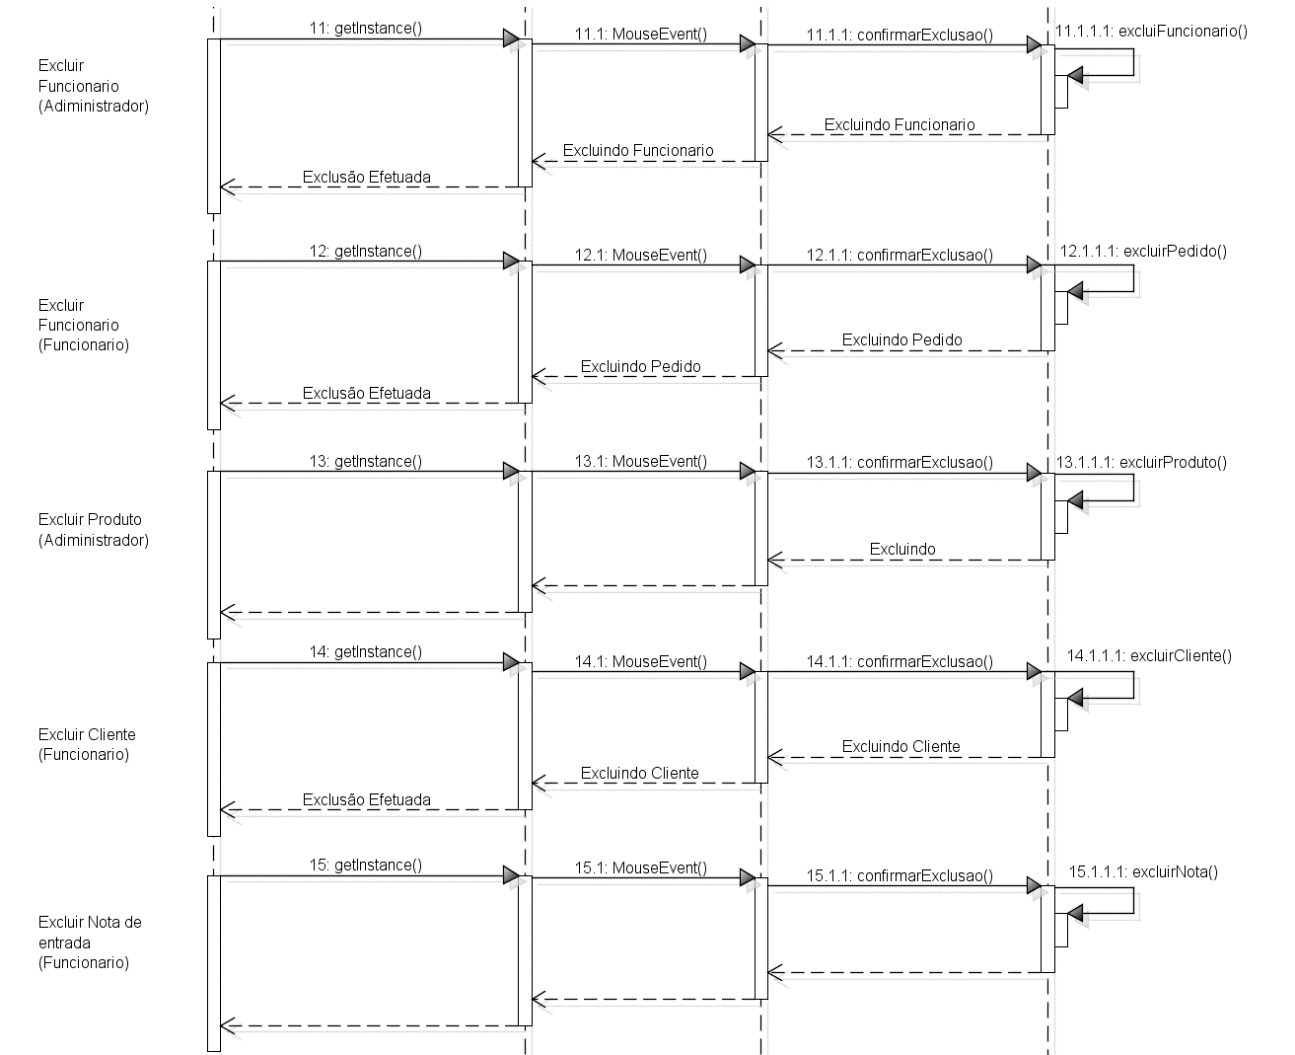 11: getInstance()
11.1: MouseEvent()
11.1.1: confirmarExclusao()
11.1.1.1: excluiFuncionario()
Excluir
Funcionario
(Adiministrador)
Excluindo Funcionario
Excluindo Funcionario
Exclusão Efetuada
12: getInstance()
12.1: MouseEvent()
12.1.1: confirmarExclusao()
12.1.1.1: excluirPedido()
Excluir
Funcionario
(Funcionario)
Excluindo Pedido
Excluindo Pedido
Exclusão Efetuada
13: getInstance()
13.1: MouseEvent()
13.1.1: confirmarExclusao()
13.1.1.1: excluirProduto()
Excluir Produto
(Adiministrador)
Excluindo
14: getInstance()
14.1: MouseEvent()
14.1.1: confirmarExclusao()
14.1.1.1: excluirCliente()
Excluir Cliente
(Funcionario)
Excluindo Cliente
Excluindo Cliente
Exclusão Efetuada
15: getInstance()
15.1: MouseEvent()
15.1.1: confirmarExclusao()
15.1.1.1: excluirNota()
Excluir Nota de
entrada
(Funcionario)